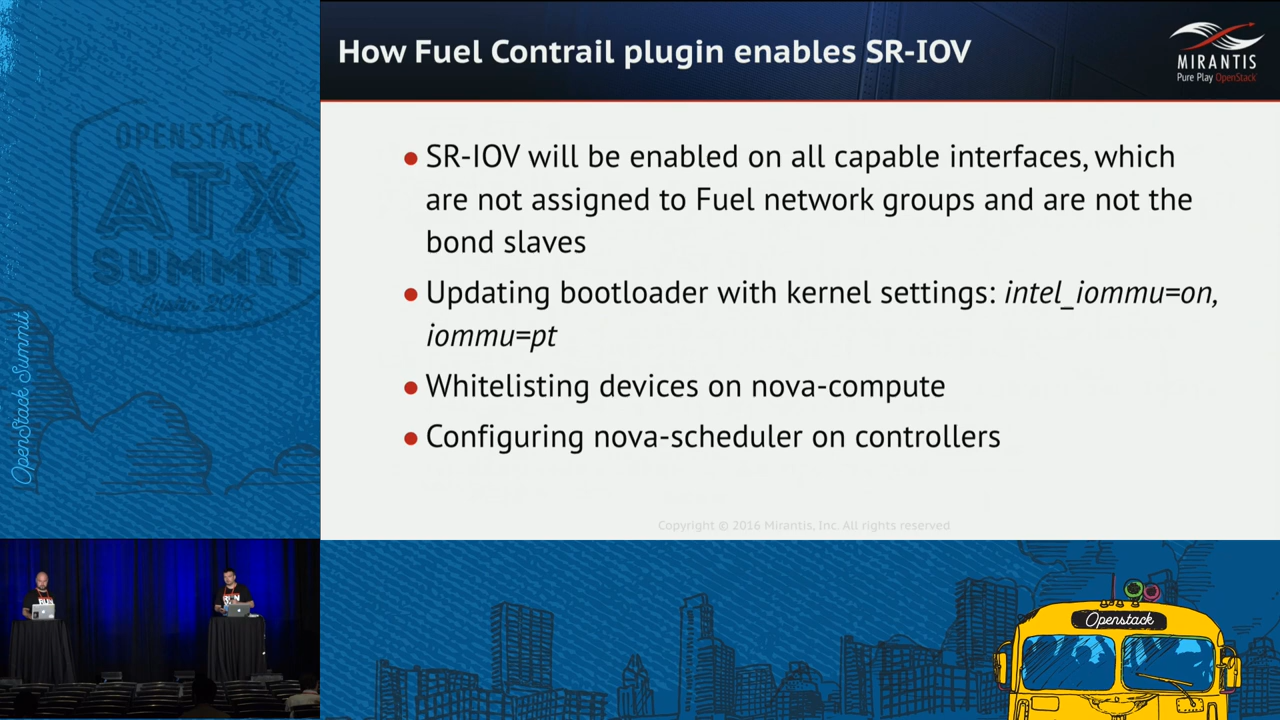 How Fuel Contrail plugin enables SR-IOV
MIRANTIS
Pure Play OpenStack
SR-IOV will be enabled on all capable interfaces, which
are not assigned to Fuel network groups and are not the
bond slaves
Updating bootloader with kernel settings: intel_iommu=on,
iommu=pt
Whitelisting devices on nova-compute
Configuring nova-scheduler on controllers
Copyright © 2016 Mirantis, Inc. All rights reserved
OPENSTACK
ATX
SUMMIT
Austin 2016
OpenStack Summit
Openstack